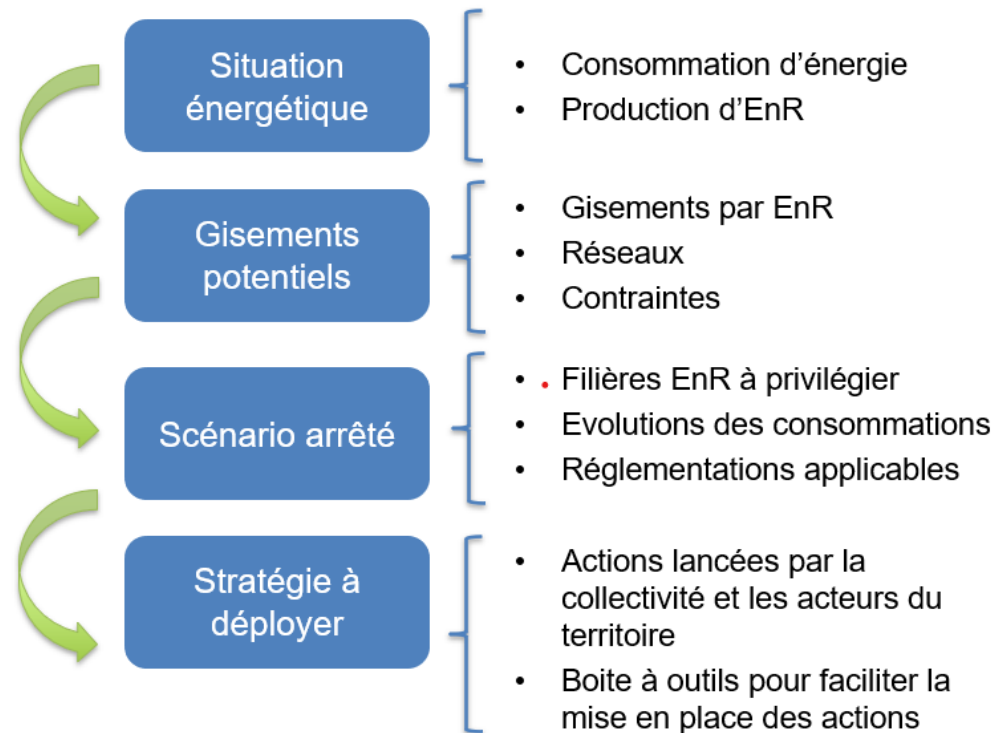 Situation
énergétique
• Consommation d'énergie
• Production d'EnR
Gisements
potentiels
• Gisements par EnR
• Réseaux
• Contraintes
Scénario arrêté
• Filières EnR à privilégier
• Evolutions des consommations
• Réglementations applicables
Stratégie à
déployer
• Actions lancées par la
collectivité et les acteurs du
territoire
• Boite à outils pour faciliter la
mise en place des actions